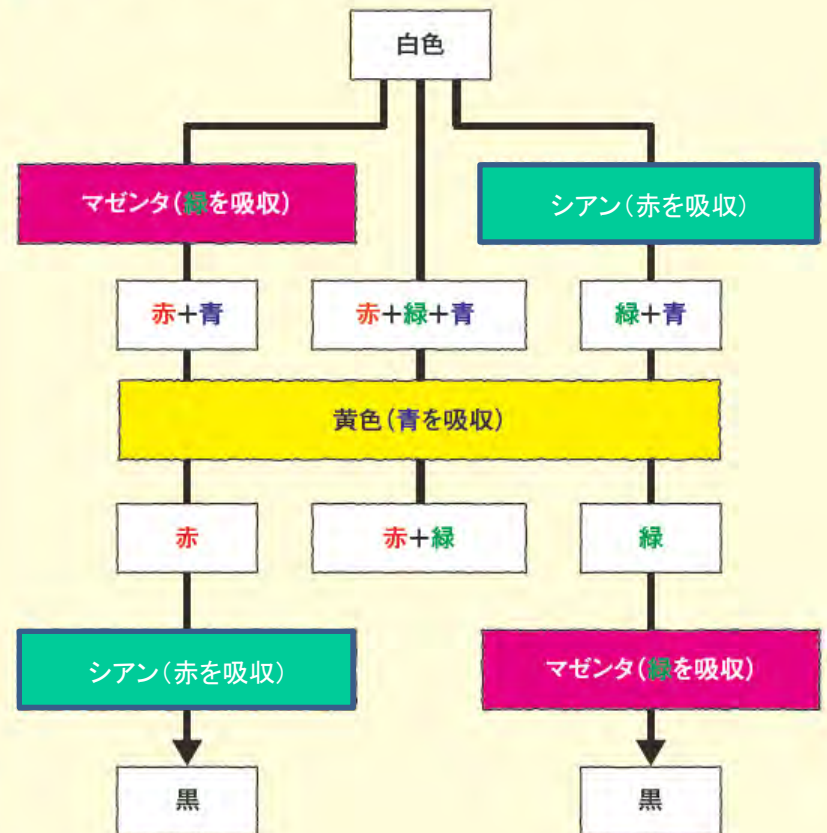 白色
マゼンタ(緑を吸収)
シアン(赤を吸収)
赤+青
赤+緑+青
緑+青
黄色(青を吸収)
赤
赤+緑
緑
シアン(赤を吸収)
マゼンタ(緑を吸収)
黒
黒